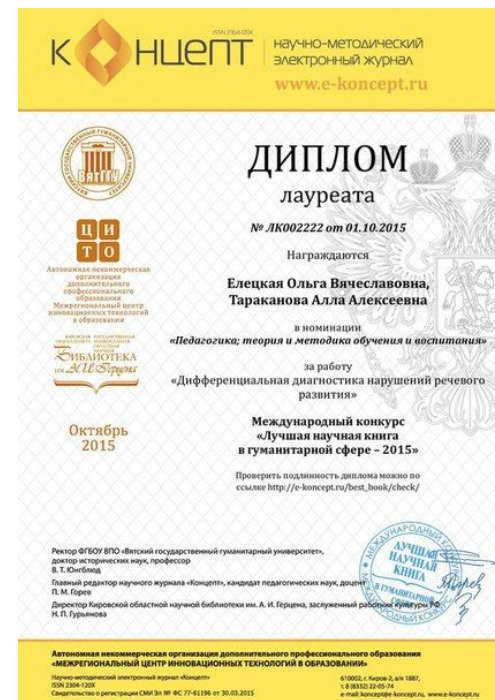 ISSN 2304-120X
КОНЦЕПТ
научно-методический
электронный журнал
www.e-koncept.ru
ВятГГУ
ЦИ
ТО
Автономная некоммерческая
организация
дополнительного
профессионального
образования
Межрегиональный центр
инновационных технологий
в образовании
БИБЛИОТЕКА
им. А.И. Герцена
Октябрь
2015
ДИПЛОМ
лауреата
№ ЛК002222 от 01.10.2015
Награждаются
Елецкая Ольга Вячеславовна,
Тараканова Алла Алексеевна
в номинации
«Педагогика; теория и методика обучения и воспитания»
за работу
«Дифференциальная диагностика нарушений речевого
развития»
Международный конкурс
«Лучшая научная книга
в гуманитарной сфере – 2015»
Проверить подлинность диплома можно по
ссылке http://e-koncept.ru/best_book/check/
Ректор ФГБОУ ВПО «Вятский государственный гуманитарный университет»,
доктор исторических наук, профессор
В. Т. Юнгблюд
Главный редактор научного журнала «Концепт», кандидат педагогических наук, доцент
П. М. Горев
Директор Кировской областной научной библиотеки им. А. И. Герцена, заслуженный работник культуры РФ
Н. П. Гурьянова
ЛУЧШАЯ
НАУЧНАЯ
КНИГА
В ГУМАНИТАРНОЙ
СФЕРЕ
Автономная некоммерческая организация дополнительного профессионального образования
«МЕЖРЕГИОНАЛЬНЫЙ ЦЕНТР ИННОВАЦИОННЫХ ТЕХНОЛОГИЙ В ОБРАЗОВАНИИ»
Научно-методический электронный журнал «Концепт»
ISSN 2304-120X
Свидетельство о регистрации СМИ Эл № ФС 77-61196 от 30.03.2015
610002, г. Киров-2, а/я 1887,
т. 8 (8332) 22-05-74
e-mail: koncept@e-koncept.ru, www.e-koncept.ru